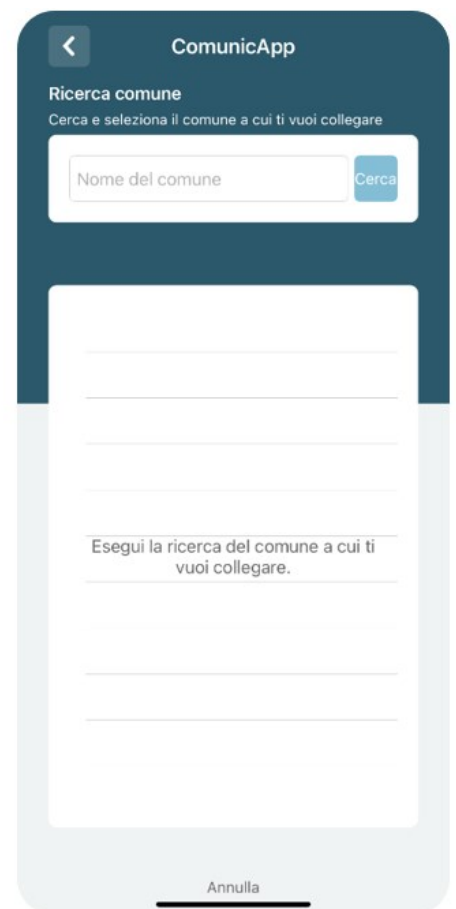 ComunicApp
Ricerca comune
Cerca e seleziona il comune a cui ti vuoi collegare
Nome del comune
Cerca
Esegui la ricerca del comune a cui ti
vuoi collegare.
Annulla